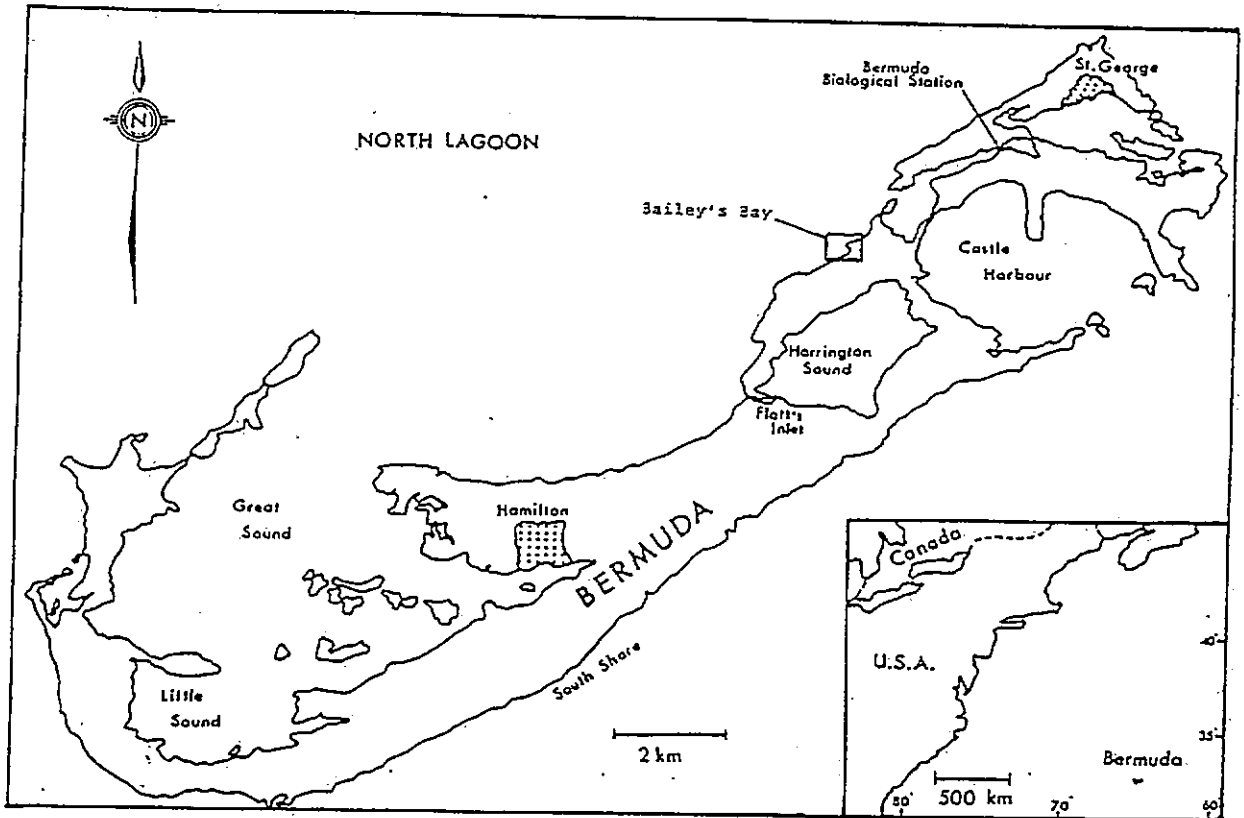 St. George
Bermuda
Biological Station
N
NORTH LAGOON
Bailey's Bay
Castle
Harbour
Harrington
Sound
Flatt's
Inlet
Great
Sound
Hamilton
BERMUDA
South Shore
Little
Sound
2 km
Canada
U.S.A.
40°
35°
Bermuda
500 km
80°
70°
60°